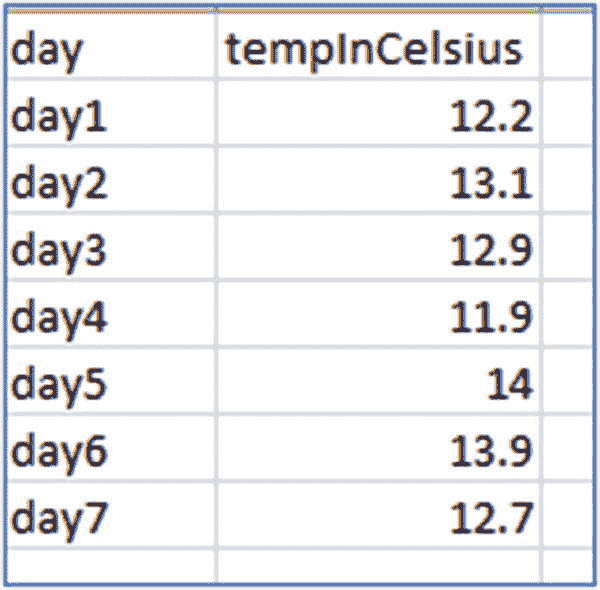 day tempInCelsius
day1 12.2
day2 13.1
day3 12.9
day4 11.9
day5 14
day6 13.9
day7 12.7